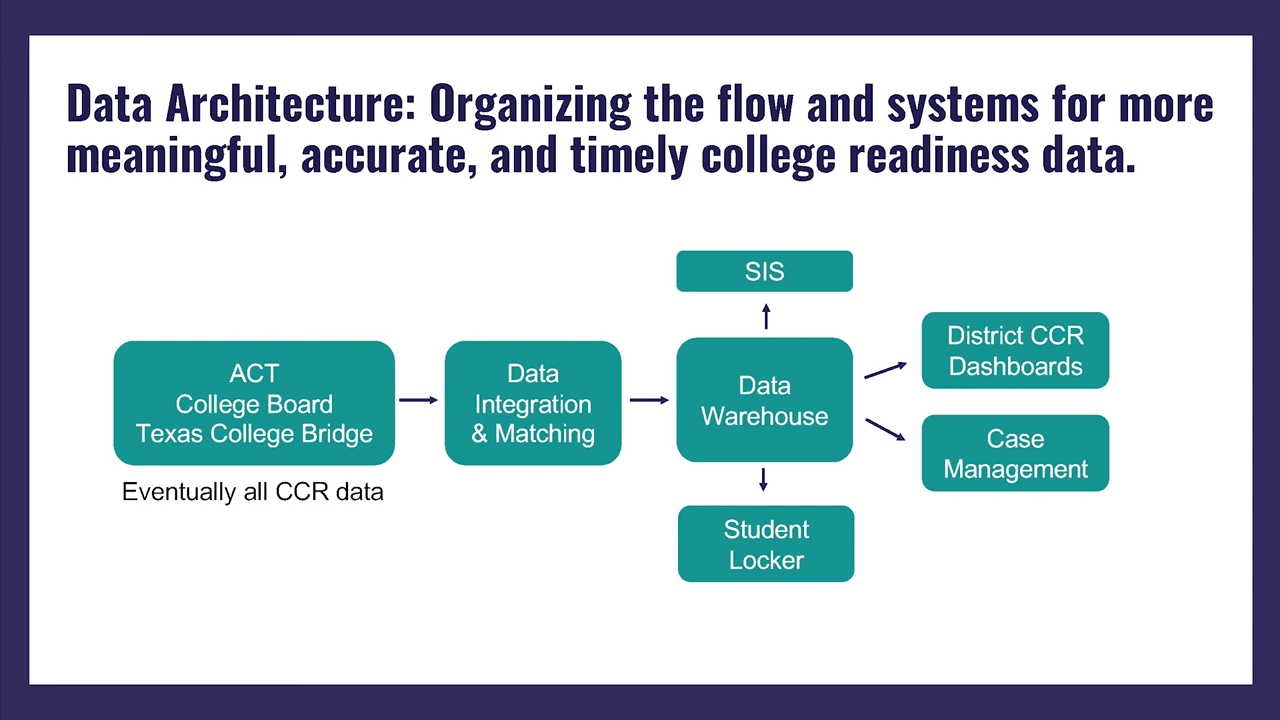 Data Architecture: Organizing the flow and systems for more
meaningful, accurate, and timely college readiness data.
ACT
College Board
Texas College Bridge
Eventually all CCR data
Data
Integration
& Matching
SIS
Data
Warehouse
Student
Locker
District CCR
Dashboards
Case
Management